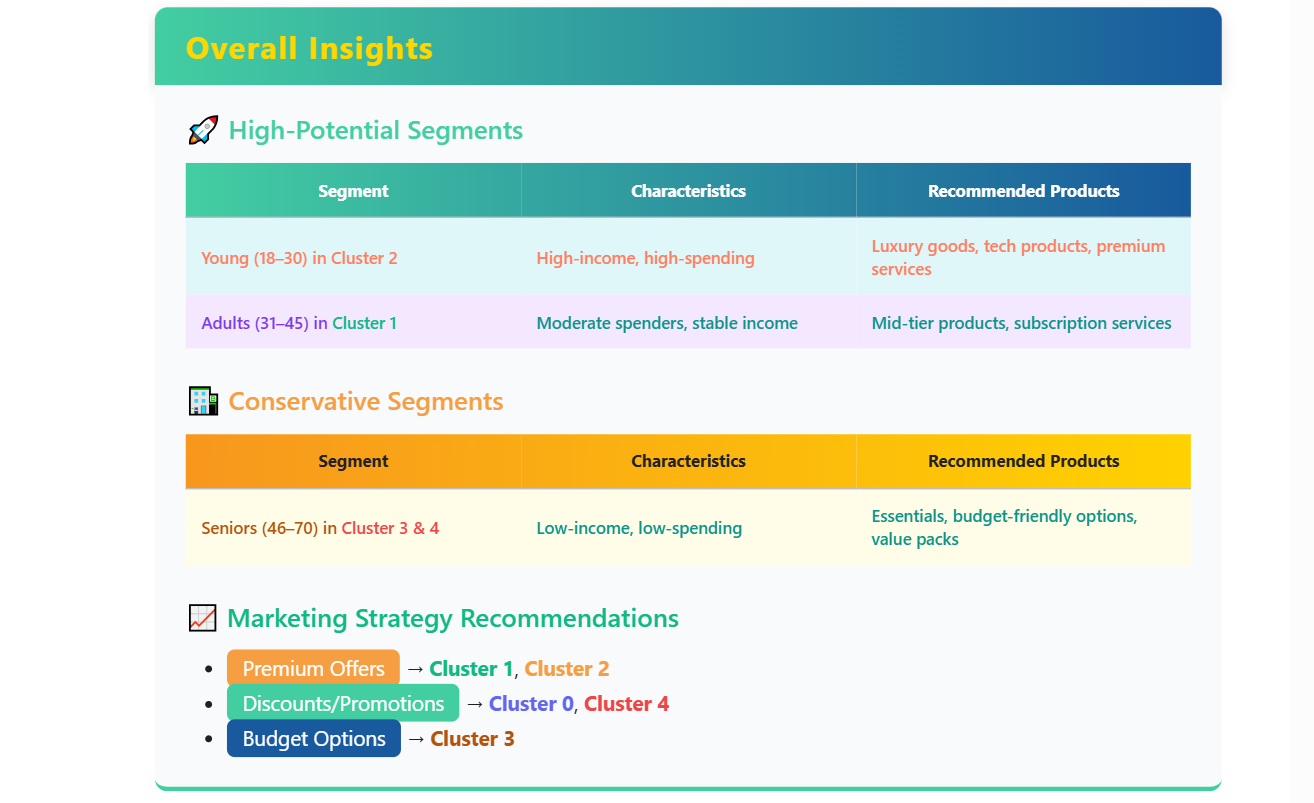 Overall Insights
High-Potential Segments
Segment Characteristics Recommended Products
Young (18–30) in Cluster 2 High-income, high-spending Luxury goods, tech products, premium
services
Adults (31–45) in Cluster 1 Moderate spenders, stable income Mid-tier products, subscription services
Conservative Segments
Segment Characteristics Recommended Products
Seniors (46–70) in Cluster 3 & 4 Low-income, low-spending Essentials, budget-friendly options,
value packs
Marketing Strategy Recommendations
• Premium Offers → Cluster 1, Cluster 2
• Discounts/Promotions → Cluster 0, Cluster 4
• Budget Options → Cluster 3